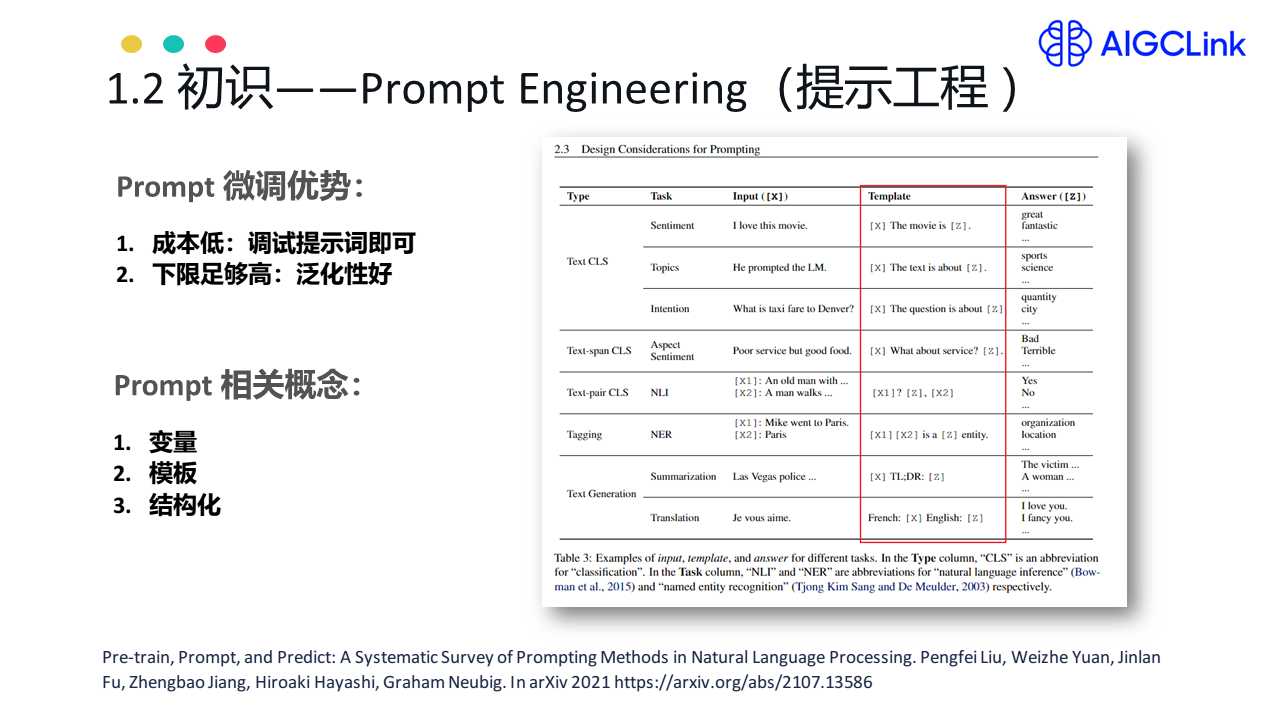 AIGCLink
1.2 初识——Prompt Engineering（提示工程 ）
Prompt 微调优势：
1. 成本低：调试提示词即可
2. 下限足够高：泛化性好
Prompt 相关概念：
1. 变量
2. 模板
3. 结构化
2.3 Design Considerations for Prompting
Type Task Input ([X]) Template Answer ([Z])
Text CLS
Sentiment I love this movie. [X] The movie is [Z].
great
fantastic
...
Topics He prompted the LM. [X] The text is about [Z].
sports
science
...
Intention What is taxi fare to Denver? [X] The question is about [Z]
quantity
city
...
Text-span CLS
Aspect
Sentiment
Poor service but good food. [X] What about service? [Z].
Bad
Terrible
...
Text-pair CLS NLI
[X1]: An old man with ...
[X2]: A man walks ...
[X1]? [Z], [X2]
Yes
No
...
Tagging NER
[X1]: Mike went to Paris.
[X2]: Paris
[X1] [X2] is a [Z] entity.
organization
location
...
Text Generation
Summarization Las Vegas police ... [X] TL;DR: [Z]
The victim ...
A woman ...
...
Translation Je vous aime. French: [X] English: [Z]
I love you.
I fancy you.
...
Table 3: Examples of input, template, and answer for different tasks. In the Type column, “CLS” is an abbreviation
for “classification”. In the Task column, “NLI” and “NER” are abbreviations for “natural language inference” (Bow-
man et al., 2015) and “named entity recognition” (Tjong Kim Sang and De Meulder, 2003) respectively.
Pre-train, Prompt, and Predict: A Systematic Survey of Prompting Methods in Natural Language Processing. Pengfei Liu, Weizhe Yuan, Jinlan
Fu, Zhengbao Jiang, Hiroaki Hayashi, Graham Neubig. In arXiv 2021 https://arxiv.org/abs/2107.13586